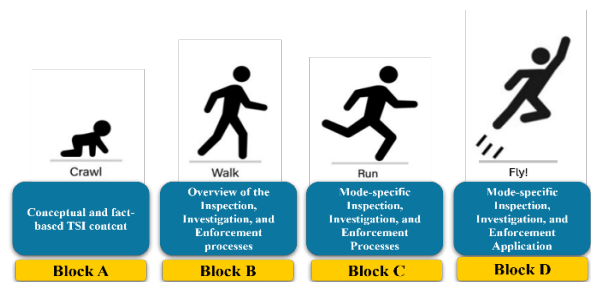 Crawl
Walk
Run
Fly!
Conceptual and fact-
based TSI content
Overview of the
Inspection,
Investigation, and
Enforcement
processes
Mode-specific
Inspection,
Investigation, and
Enforcement
Processes
Mode-specific
Inspection,
Investigation, and
Enforcement
Application
Block A
Block B
Block C
Block D